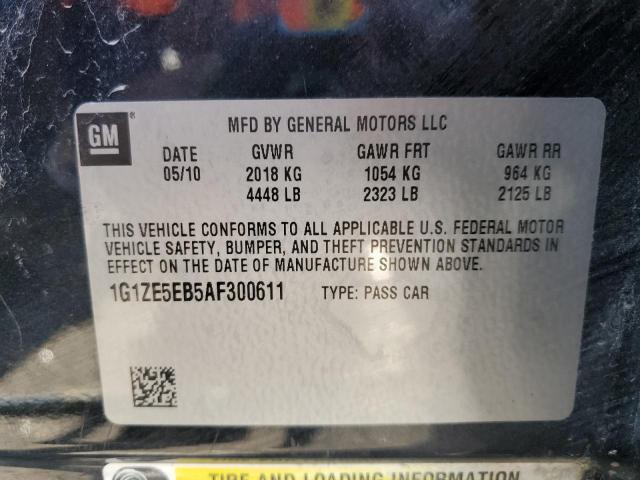 GM
MFD BY GENERAL MOTORS LLC
DATE GVWR GAWR FRT GAWR RR
05/10 2018 KG 1054 KG 964 KG
4448 LB 2323 LB 2125 LB
THIS VEHICLE CONFORMS TO ALL APPLICABLE U.S. FEDERAL MOTOR
VEHICLE SAFETY, BUMPER, AND THEFT PREVENTION STANDARDS IN
EFFECT ON THE DATE OF MANUFACTURE SHOWN ABOVE.
1G1ZE5EB5AF300611 TYPE: PASS CAR
TIRE AND LOADING INFORMATION